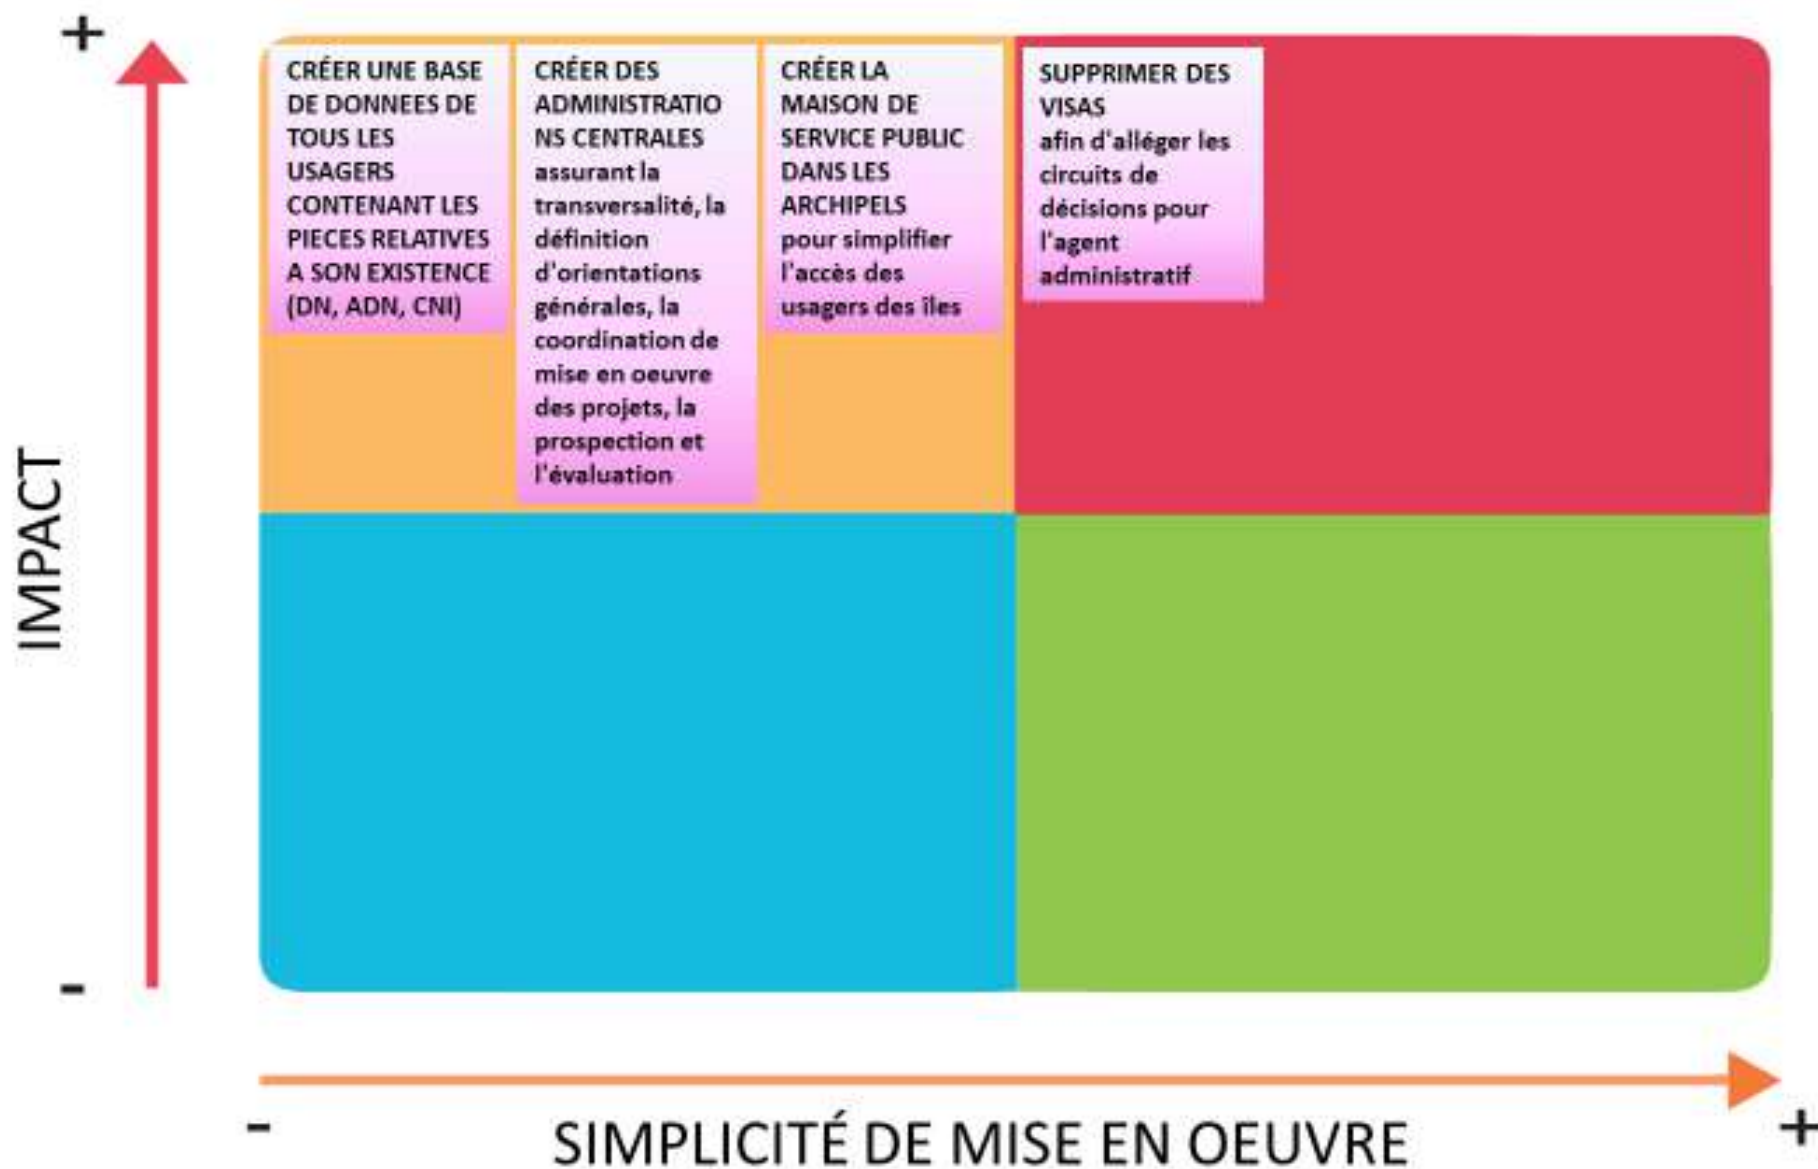 +
CRÉER UNE BASE
DE DONNEES DE
TOUS LES
USAGERS
CONTENANT LES
PIECES RELATIVES
A SON EXISTENCE
(DN, ADN, CNI)
CRÉER DES
ADMINISTRATIO
NS CENTRALES
assurant la
transversalité, la
définition
d'orientations
générales, la
coordination de
mise en oeuvre
des projets, la
prospection et
l'évaluation
CRÉER LA
MAISON DE
SERVICE PUBLIC
DANS LES
ARCHIPELS
pour simplifier
l'accès des
usagers des îles
SUPPRIMER DES
VISAS
afin d'alléger les
circuits de
décisions pour
l'agent
administratif
IMPACT
-
-
SIMPLICITÉ DE MISE EN OEUVRE
+